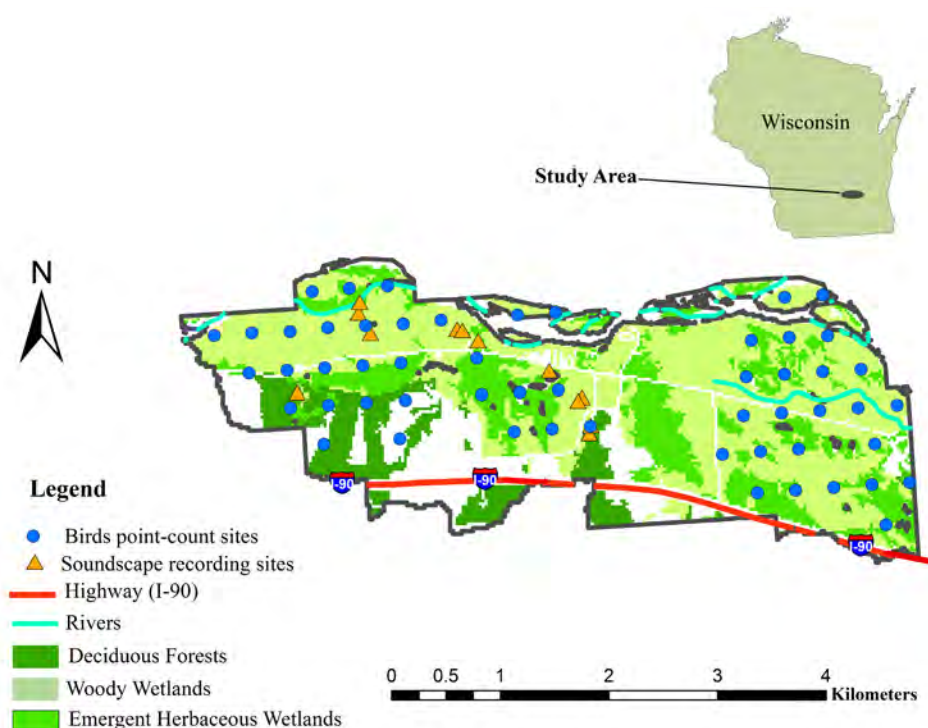 Wisconsin
Study Area
N
I-90
I-90
I-90
Legend
Birds point-count sites
Soundscape recording sites
Highway (I-90)
Rivers
Deciduous Forests
Woody Wetlands
Emergent Herbaceous Wetlands
0 0.5 1 2 3 4
Kilometers